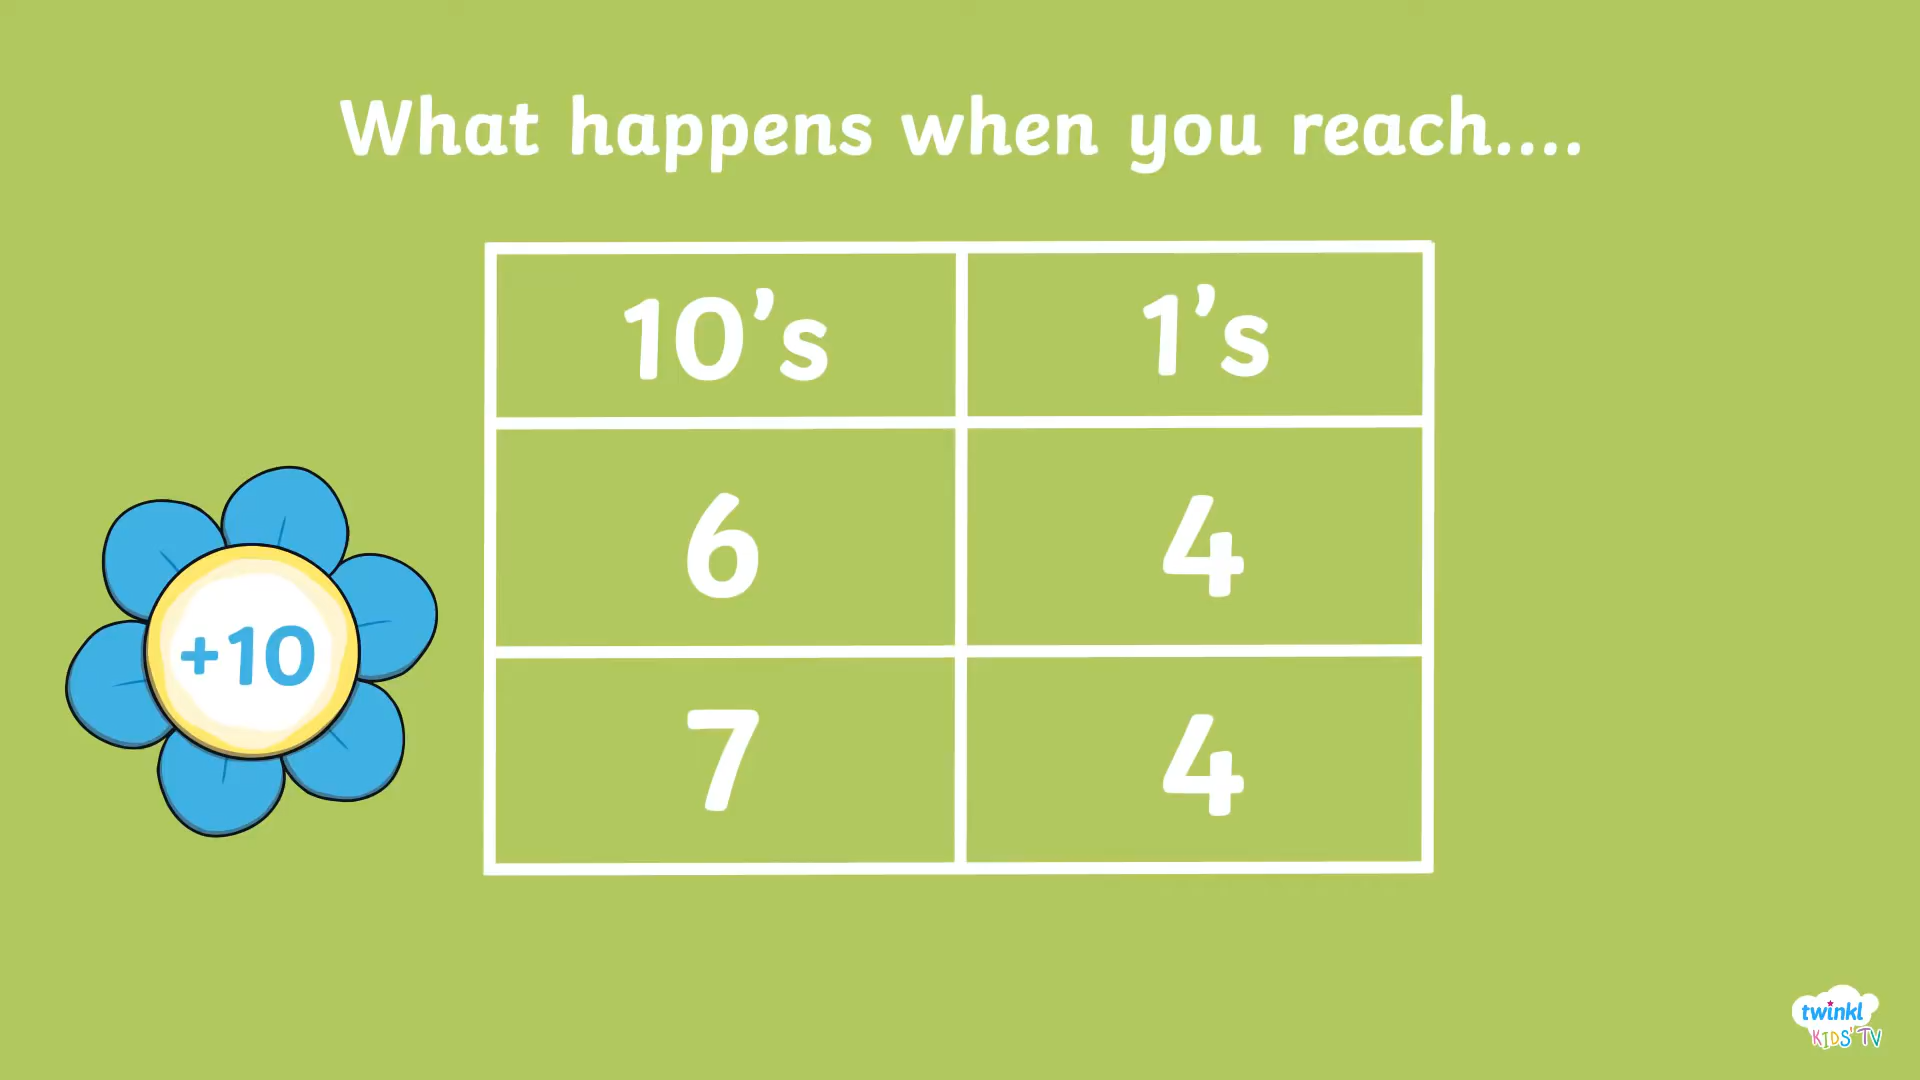 What happens when you reach....
10's 1's
6 4
+10
7 4
twinkl
KIDS' TV